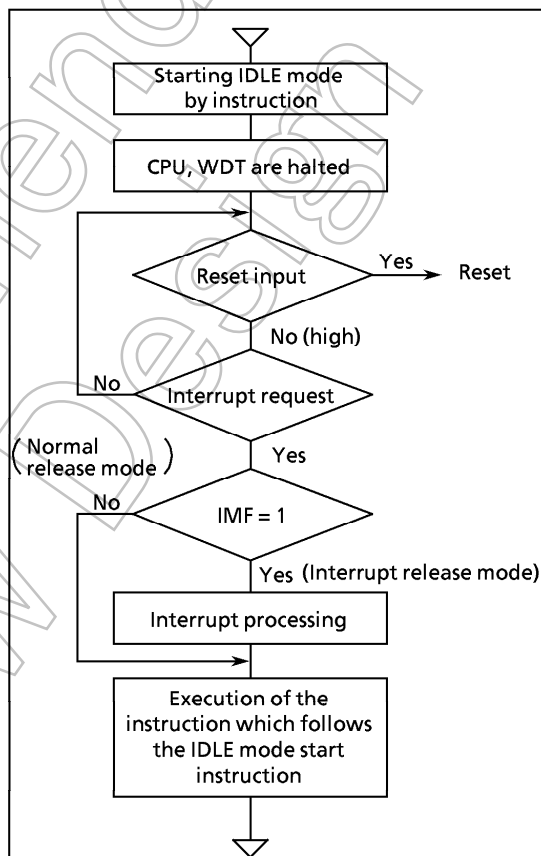 Starting IDLE mode
by instruction
CPU, WDT are halted
Reset input
Yes
Reset
No (high)
No
Interrupt request
Yes
(Normal
release mode)
No
IMF = 1
Yes (Interrupt release mode)
Interrupt processing
Execution of the
instruction which follows
the IDLE mode start
instruction